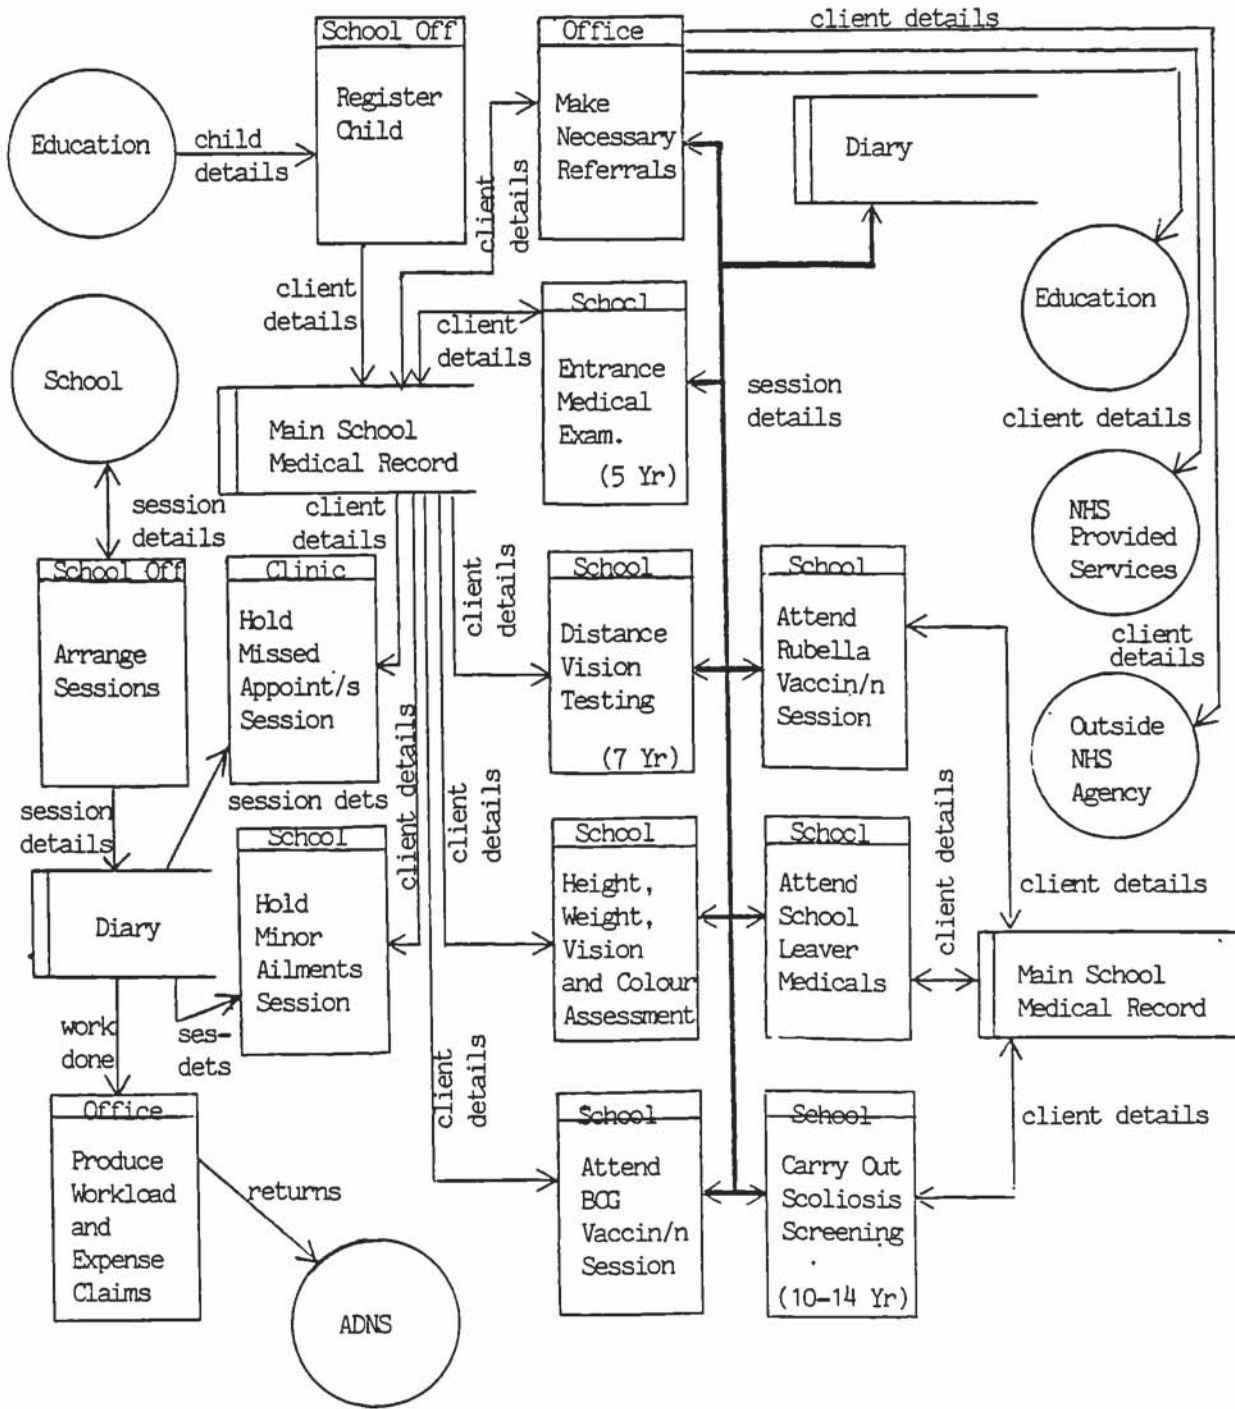 client details
School Off
Register
Child
Office
Make
Necessary
Referrals
Diary
Education
child
details
client
details
client
details
School
Entrance
Medical
Exam.
(5 Yr)
client
details
session
details
Education
client details
School
Main School
Medical Record
session
details
client
details
NHS
Provided
Services
School Off
Arrange
Sessions
Clinic
Hold
Missed
Appoint/s
Session
client
details
School
Distance
Vision
Testing
(7 Yr)
School
Attend
Rubella
Vaccin/n
Session
client
details
Outside
NHS
Agency
session
details
session dets
client details
client
details
School
Height,
Weight,
Vision
and Colour
Assessment
School
Attend
School
Leaver
Medicals
client details
client details
Diary
School
Hold
Minor
Ailments
Session
Main School
Medical Record
work
done
ses-
dets
client
details
client details
Office
Produce
Workload
and
Expense
Claims
returns
ADNS
School
Attend
BCG
Vaccin/n
Session
School
Carry Out
Scoliosis
Screening
(10-14 Yr)